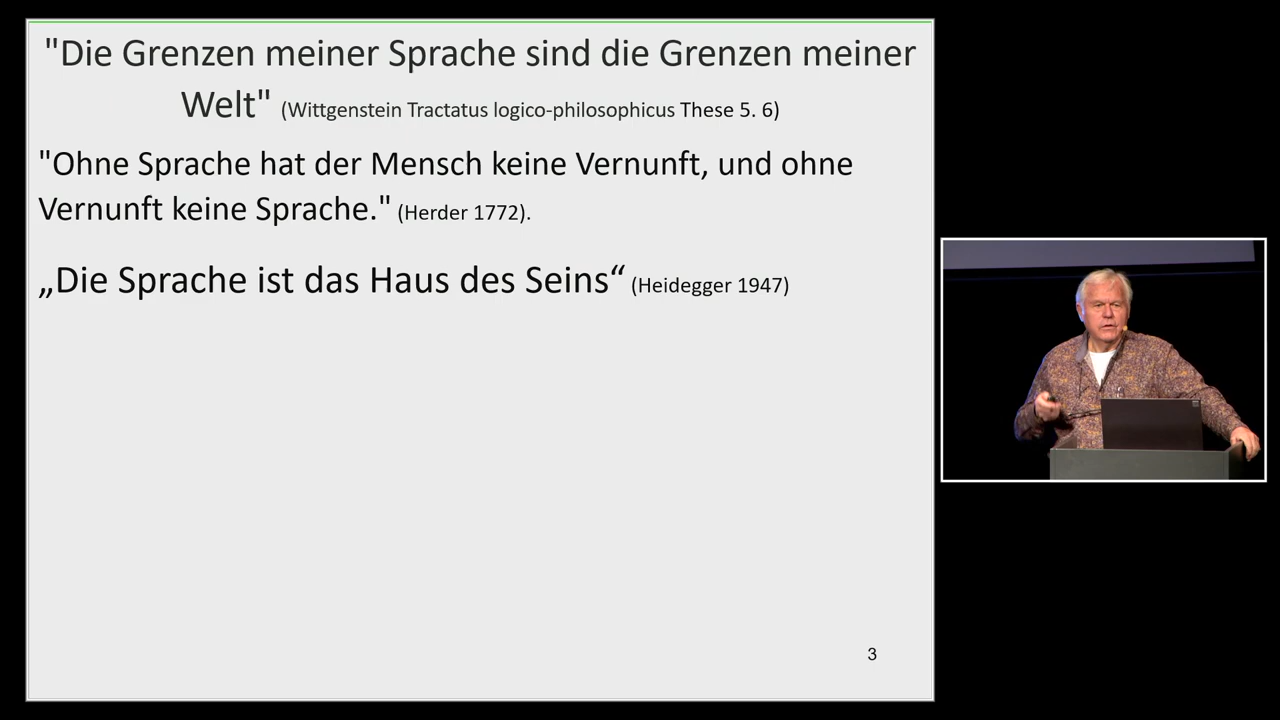 "Die Grenzen meiner Sprache sind die Grenzen meiner
Welt" (Wittgenstein Tractatus logico-philosophicus These 5. 6)
"Ohne Sprache hat der Mensch keine Vernunft, und ohne
Vernunft keine Sprache." (Herder 1772).
„Die Sprache ist das Haus des Seins“ (Heidegger 1947)
3